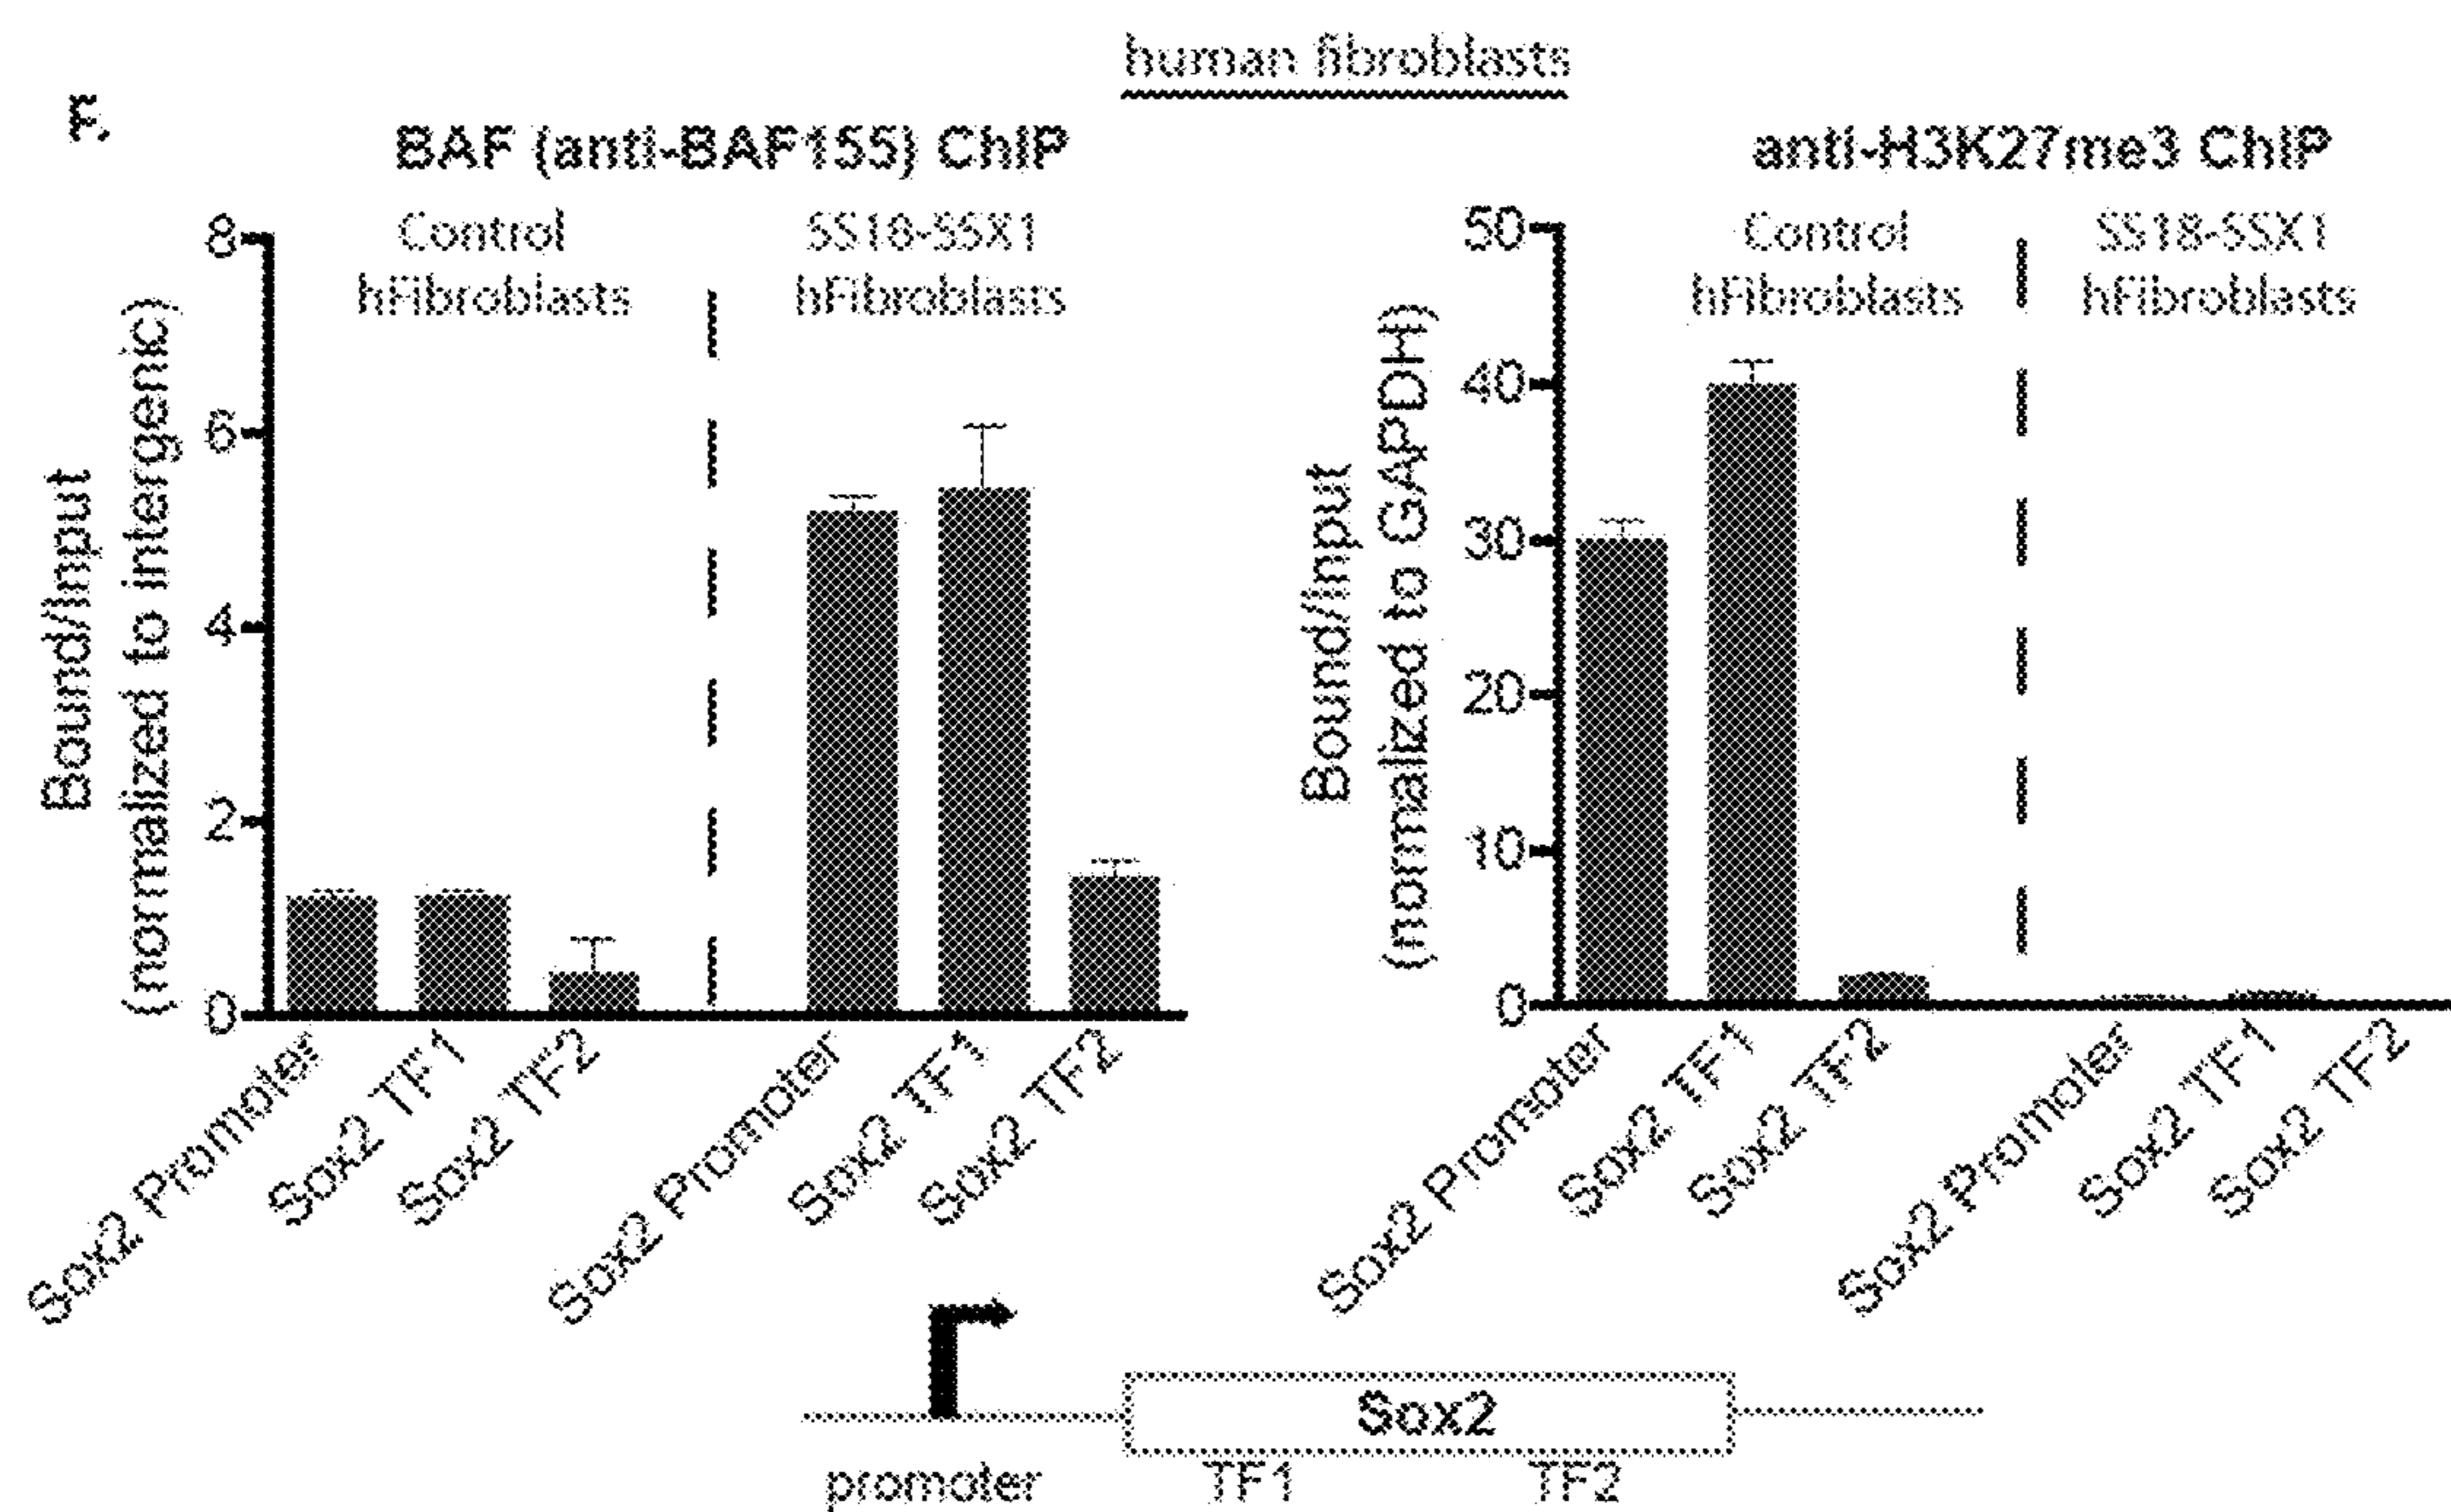 human fibroblasts
F.
BAF (anti-BAF155) ChIP
Control
hFibroblasts
SS18-SSX1
hFibroblasts
Bound/Input
(normalized to intergenic)
8
6
4
2
0
Sox2 Promoter
Sox2 TF1
Sox2 TF2
Sox2 Promoter
Sox2 TF1
Sox2 TF2
anti-H3K27me3 ChIP
Control
hFibroblasts
SS18-SSX1
hFibroblasts
Bound/Input
(normalized to GAPDH)
50
40
30
20
10
0
Sox2 Promoter
Sox2 TF1
Sox2 TF2
Sox2 Promoter
Sox2 TF1
Sox2 TF2
Sox2
promoter
TF1
TF2